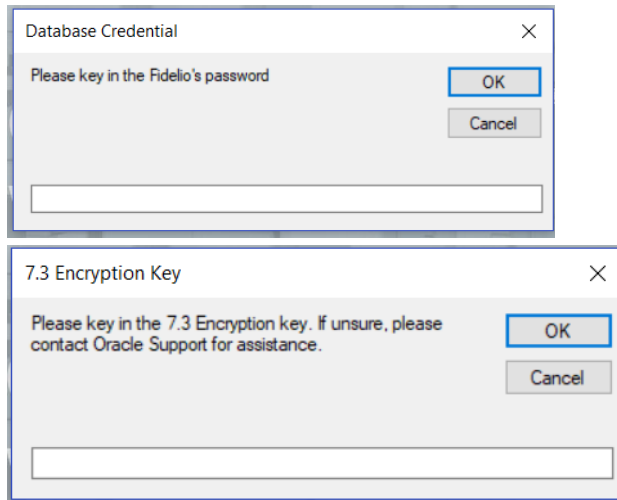 Database Credential
Please key in the Fidelio's password
OK
Cancel
7.3 Encryption Key
Please key in the 7.3 Encryption key. If unsure, please
contact Oracle Support for assistance.
OK
Cancel